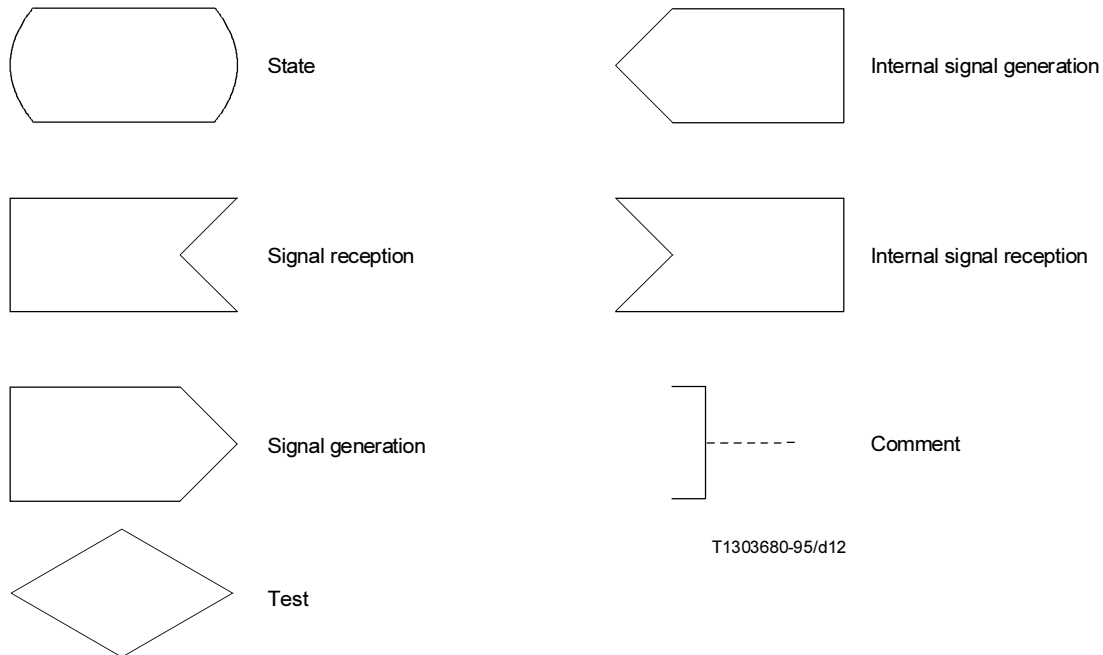 State
Internal signal generation
Signal reception
Internal signal reception
Signal generation
Comment
T1303680-95/d12
Test